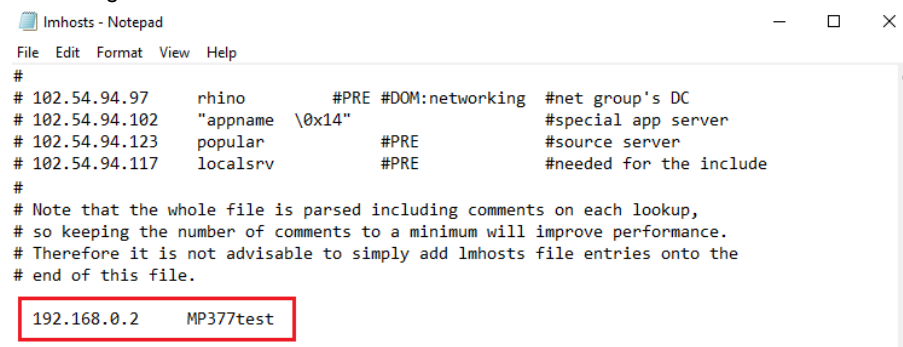 lmhosts - Notepad
File Edit Format View Help
#
# 102.54.94.97 rhino #PRE #DOM:networking #net group's DC
# 102.54.94.102 "appname \0x14" #special app server
# 102.54.94.123 popular #PRE #source server
# 102.54.94.117 localsrv #PRE #needed for the include
#
# Note that the whole file is parsed including comments on each lookup,
# so keeping the number of comments to a minimum will improve performance.
# Therefore it is not advisable to simply add lmhosts file entries onto the
# end of this file.
192.168.0.2 MP377test